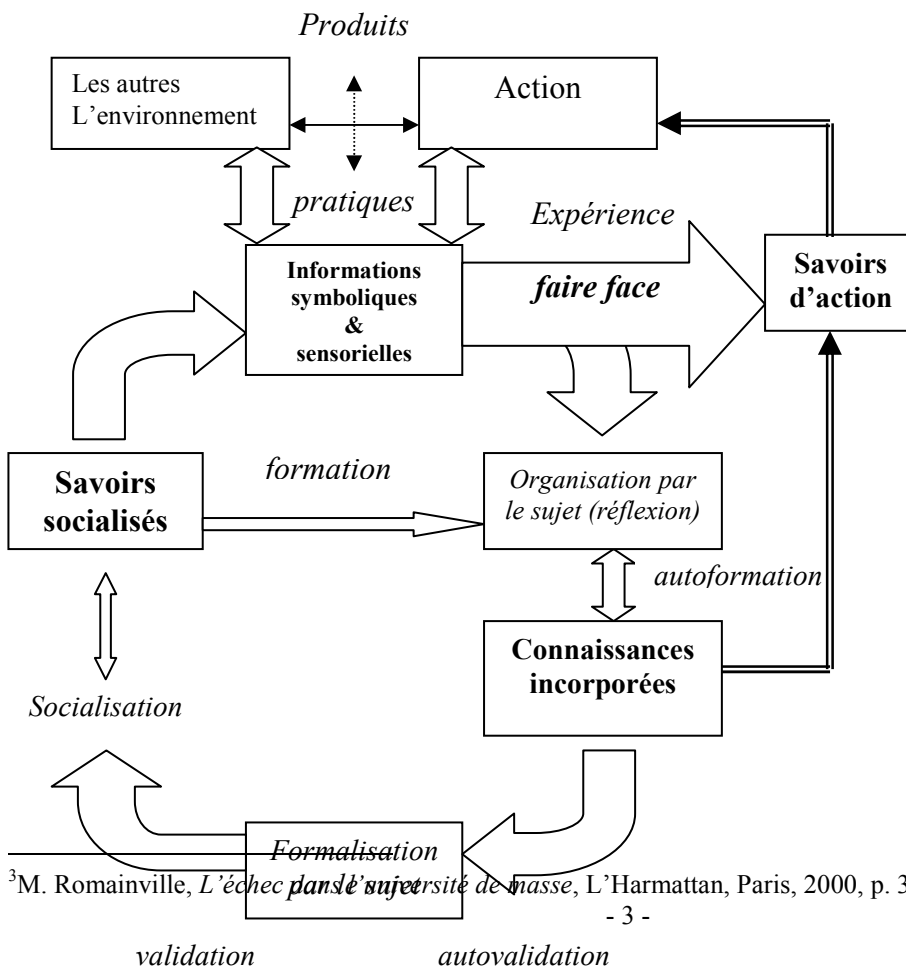 Produits
Les autres
L'environnement
Action
pratiques
Expérience
Informations
symboliques
&
sensorielles
faire face
Savoirs
d'action
Savoirs
socialisés
formation
Organisation par
le sujet (réflexion)
autoformation
Connaissances
incorporées
Socialisation
Formalisation
par le sujet
³M. Romainville, L'échec dans l'université de masse, L'Harmattan, Paris, 2000, p. 3
- 3 -
validation
autovalidation